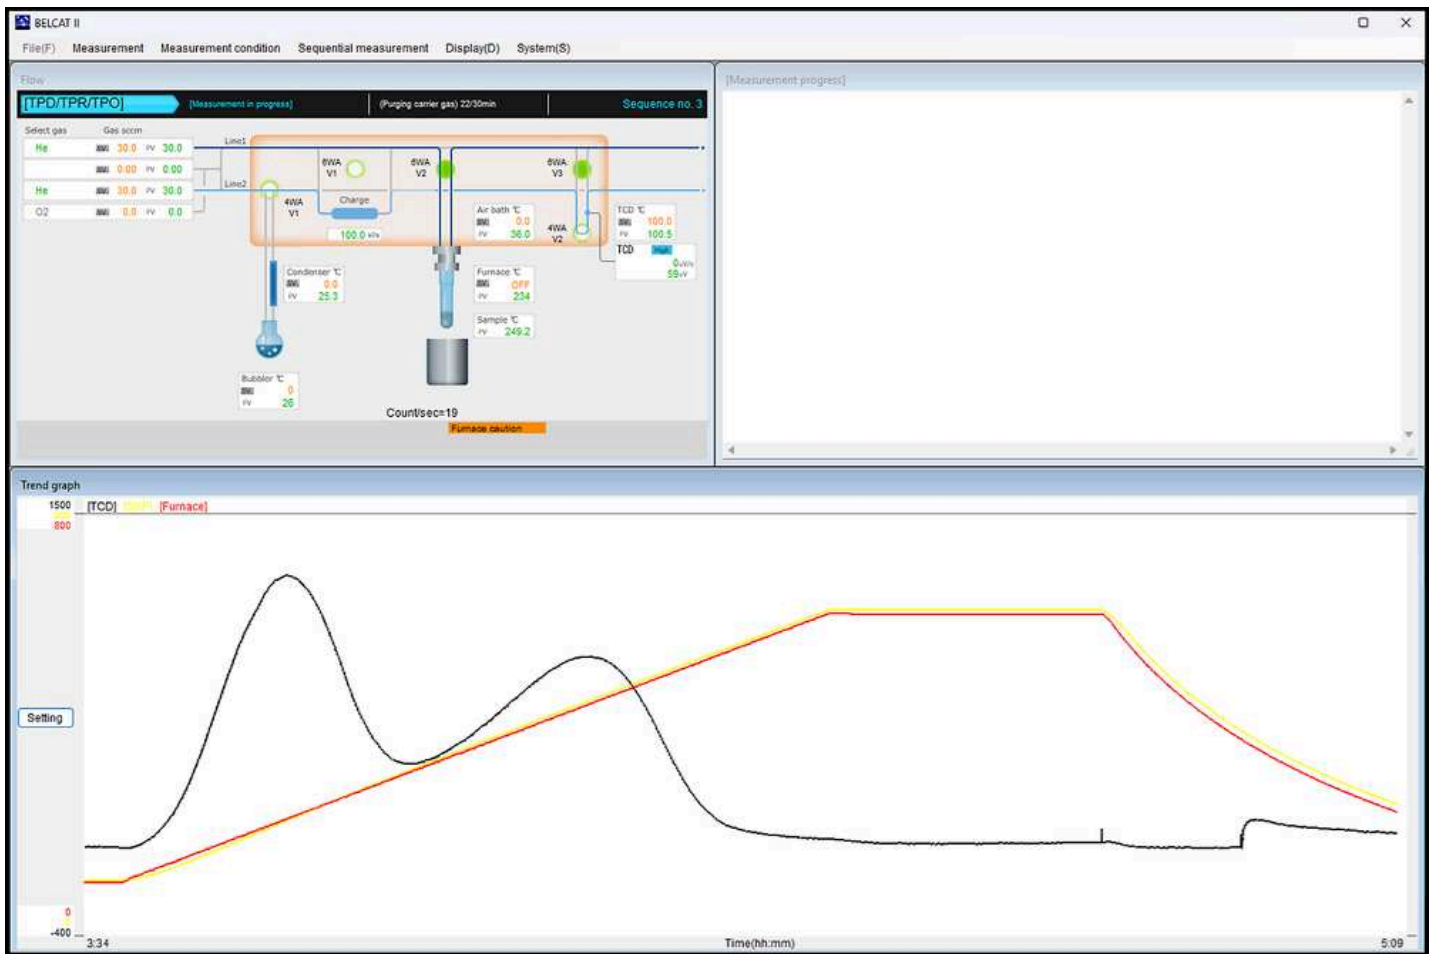 BELCAT II
File(F) Measurement Measurement condition Sequential measurement Display(D) System(S)
Flow
[Measurement progress]
[TPD/TPR/TPO] [Measurement in progress] (Purging carrier gas) 22/30min Sequence no. 3
Select gas Gas sccm
He 30.0 PV 30.0
0.00 PV 0.00
He 30.0 PV 30.0
O2 0.0 PV 0.0
Line1
Line2
6WA V1
6WA V2
6WA V3
4WA V1
Charge
100.0
Air bath ℃
0.0
PV 36.0
4WA V2
TCD ℃
100.0
PV 100.5
TCD
0
59
Condenser ℃
0.0
PV 25.3
Furnace ℃
OFF
PV 234
Sample ℃
PV 249.2
Bubbler ℃
0
PV 26
Count/sec=19
Furnace caution
Trend graph
1500 [TCD] [Furnace]
800
Setting
0
-400
3:34 Time(hh:mm) 5:09